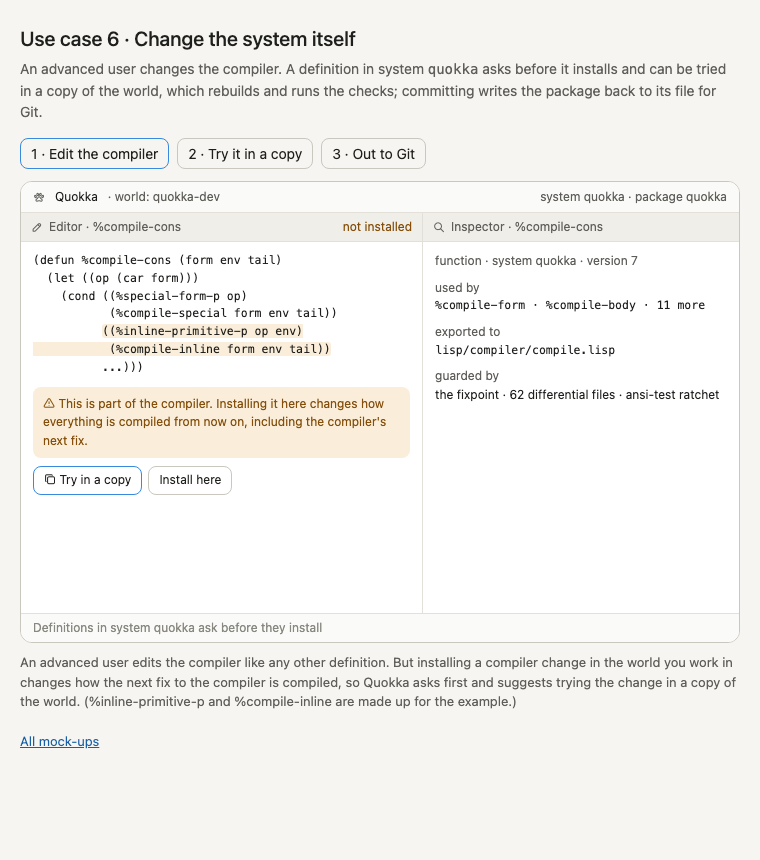 Use case 6 · Change the system itself
An advanced user changes the compiler. A definition in system quokka asks before it installs and can be tried
in a copy of the world, which rebuilds and runs the checks; committing writes the package back to its file for
Git.
1 · Edit the compiler
2 · Try it in a copy
3 · Out to Git
Quokka · world: quokka-dev
system quokka · package quokka
Editor · %compile-cons
not installed
(defun %compile-cons (form env tail)
  (let ((op (car form)))
    (cond ((%special-form-p op)
           (%compile-special form env tail))
          ((%inline-primitive-p op env)
           (%compile-inline form env tail))
          ...)))
This is part of the compiler. Installing it here changes how
everything is compiled from now on, including the compiler's
next fix.
Try in a copy
Install here
Inspector · %compile-cons
function · system quokka · version 7
used by
%compile-form · %compile-body · 11 more
exported to
lisp/compiler/compile.lisp
guarded by
the fixpoint · 62 differential files · ansi-test ratchet
Definitions in system quokka ask before they install
An advanced user edits the compiler like any other definition. But installing a compiler change in the world you work in
changes how the next fix to the compiler is compiled, so Quokka asks first and suggests trying the change in a copy of
the world. (%inline-primitive-p and %compile-inline are made up for the example.)
All mock-ups